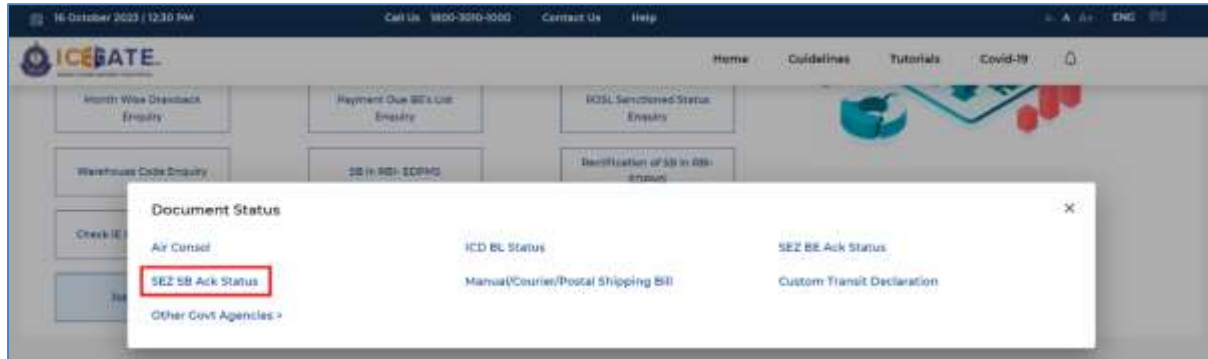 16 October 2023 | 12:30 PM Call Us 1800-3010-1000 Contact Us Help A A+ ENG
ICEGATE
Home Guidelines Tutorials Covid-19
Month Wise Drawback Enquiry
Payment Due BE's List Enquiry
ROSL Sanctioned Status Enquiry
Warehouse Code Enquiry
SB in RBI- EDPMS
Rectification of SB in RBI- EDPMS
Document Status
Check IE
Air Consol ICD BL Status SEZ BE Ack Status
SEZ SB Ack Status Manual/Courier/Postal Shipping Bill Custom Transit Declaration
Other Govt Agencies >